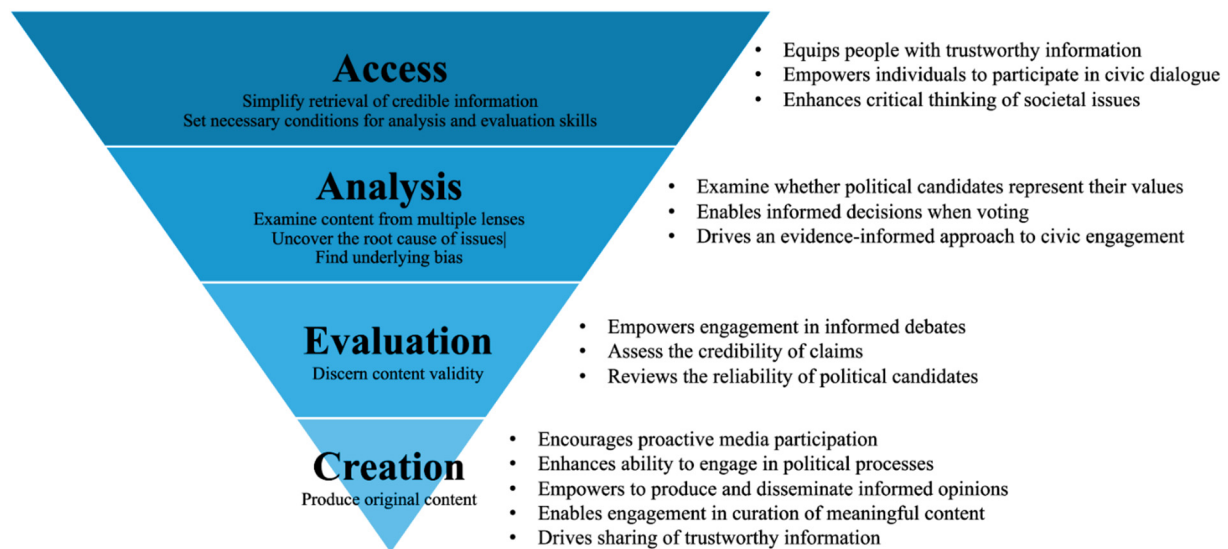 Access
Simplify retrieval of credible information
Set necessary conditions for analysis and evaluation skills
• Equips people with trustworthy information
• Empowers individuals to participate in civic dialogue
• Enhances critical thinking of societal issues
Analysis
Examine content from multiple lenses
Uncover the root cause of issues|
Find underlying bias
• Examine whether political candidates represent their values
• Enables informed decisions when voting
• Drives an evidence-informed approach to civic engagement
Evaluation
Discern content validity
• Empowers engagement in informed debates
• Assess the credibility of claims
• Reviews the reliability of political candidates
Creation
Produce original content
• Encourages proactive media participation
• Enhances ability to engage in political processes
• Empowers to produce and disseminate informed opinions
• Enables engagement in curation of meaningful content
• Drives sharing of trustworthy information